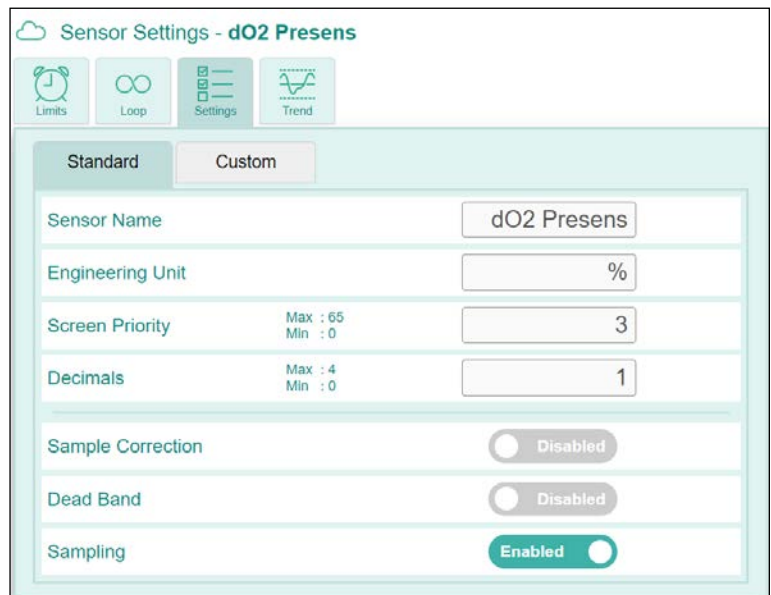 Sensor Settings - dO2 Presens
Limits Loop Settings Trend
Standard Custom
Sensor Name dO2 Presens
Engineering Unit %
Screen Priority Max : 65 3
Min : 0
Decimals Max : 4 1
Min : 0
Sample Correction Disabled
Dead Band Disabled
Sampling Enabled